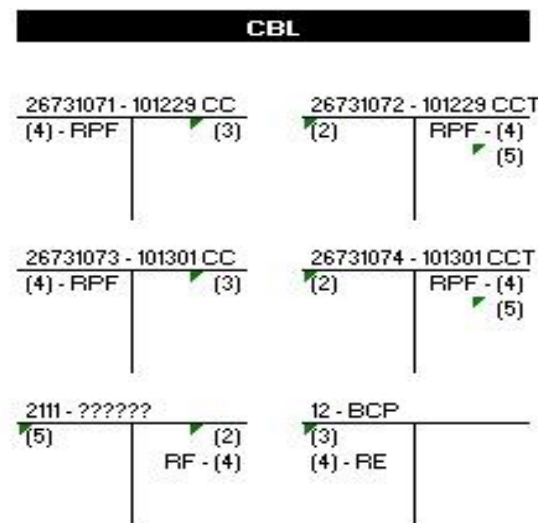 CBL
26731071 - 101229 CC 26731072 - 101229 CCT
(4) - RPF (3) (2) RPF - (4)
(5)
26731073 - 101301 CC 26731074 - 101301 CCT
(4) - RPF (3) (2) RPF - (4)
(5)
2111 - ?????? 12 - BCP
(5) (2) (3)
RF - (4) (4) - RE